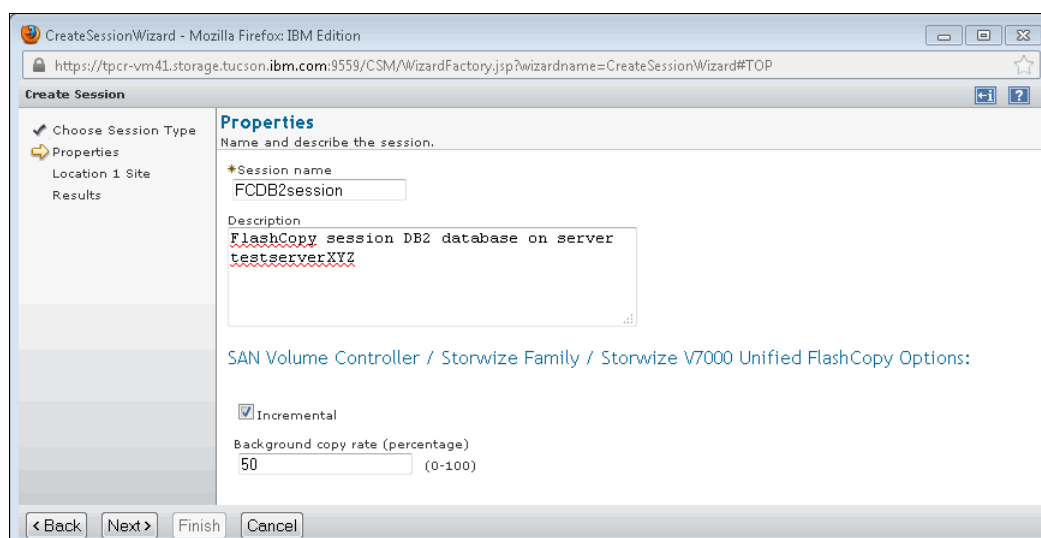 CreateSessionWizard - Mozilla Firefox: IBM Edition
https://tpcr-vm41.storage.tucson.ibm.com:9559/CSM/WizardFactory.jsp?wizardname=CreateSessionWizard#TOP
Create Session
Choose Session Type
Properties
Location 1 Site
Results
Properties
Name and describe the session.
*Session name
FCDB2session
Description
FlashCopy session DB2 database on server
testserverXYZ
SAN Volume Controller / Storwize Family / Storwize V7000 Unified FlashCopy Options:
Incremental
Background copy rate (percentage)
50 (0-100)
< Back Next > Finish Cancel